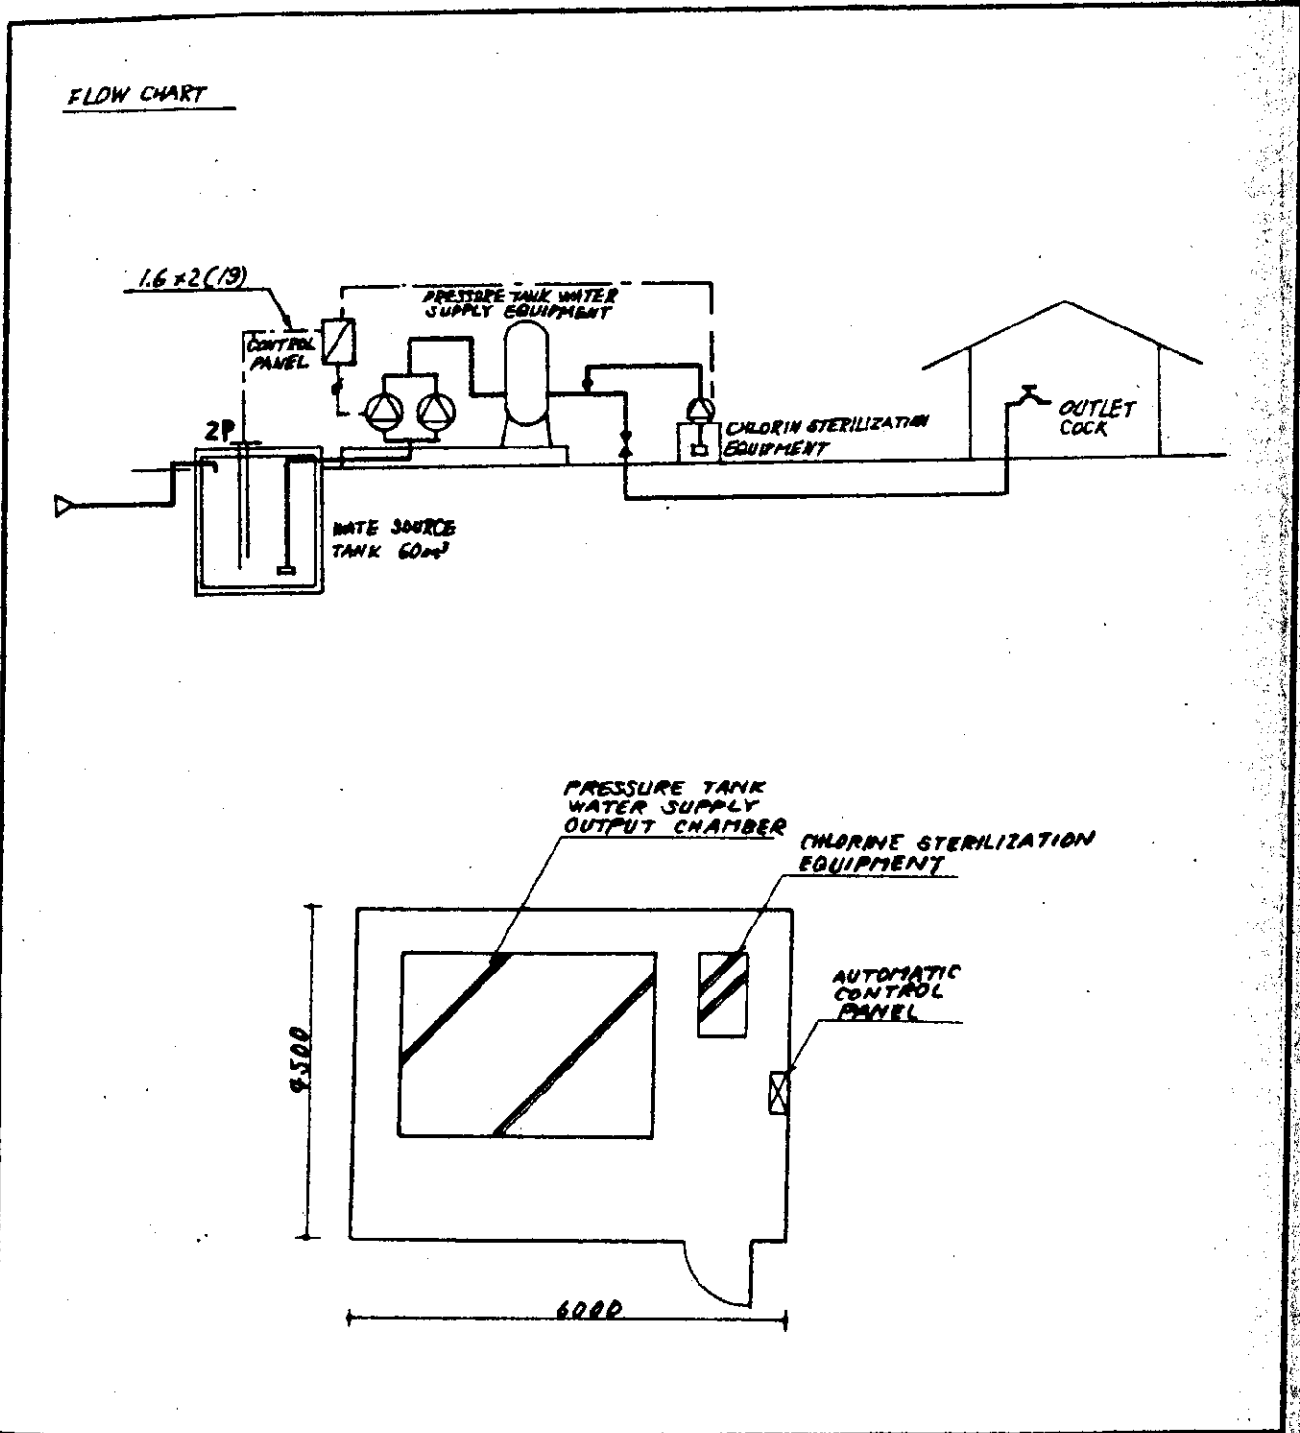 FLOW CHART
1.6×2(19)
PRESSURE TANK WATER
SUPPLY EQUIPMENT
CONTROL
PANEL
2P
CHLORIN STERILIZATION
EQUIPMENT
OUTLET
COCK
WATE SOURCE
TANK 60m³
PRESSURE TANK
WATER SUPPLY
OUTPUT CHAMBER
CHLORINE STERILIZATION
EQUIPMENT
AUTOMATIC
CONTROL
PANEL
4500
6000